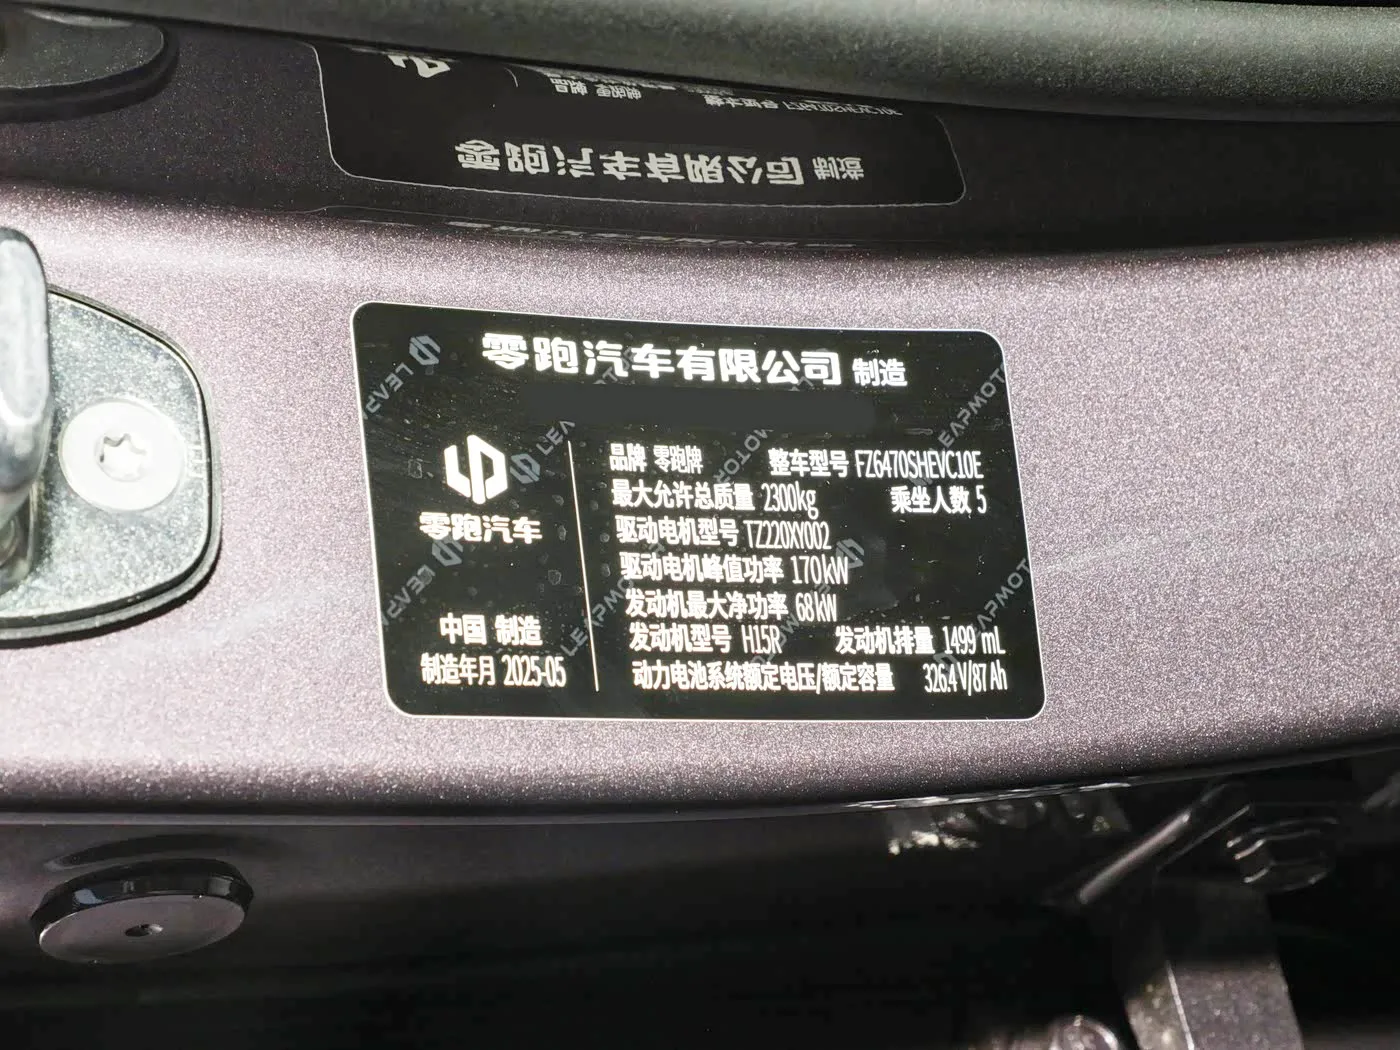 零跑汽车有限公司 制造
零跑汽车
中国 制造
制造年月 2025-05
品牌 零跑牌 整车型号 FZ6470SHEVC10E
最大允许总质量 2300kg 乘坐人数 5
驱动电机型号 TZ220XY002
驱动电机峰值功率 170kW
发动机最大净功率 68kW
发动机型号 H15R 发动机排量 1499 mL
动力电池系统额定电压/额定容量 326.4V/87Ah